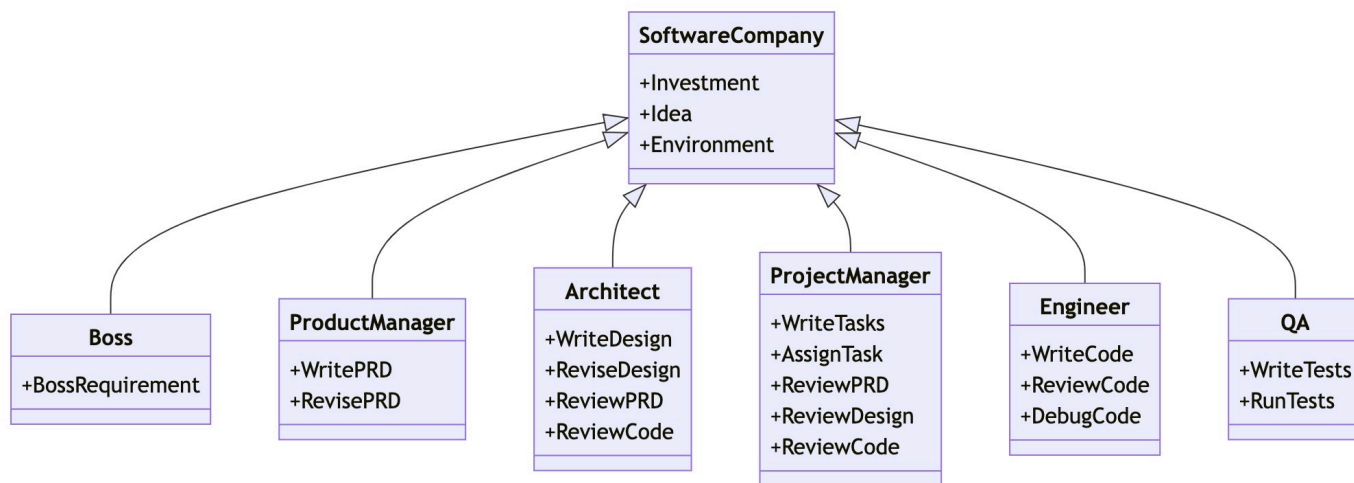 SoftwareCompany
+Investment
+Idea
+Environment
Boss
+BossRequirement
ProductManager
+WritePRD
+RevisePRD
Architect
+WriteDesign
+ReviseDesign
+ReviewPRD
+ReviewCode
ProjectManager
+WriteTasks
+AssignTask
+ReviewPRD
+ReviewDesign
+ReviewCode
Engineer
+WriteCode
+ReviewCode
+DebugCode
QA
+WriteTests
+RunTests